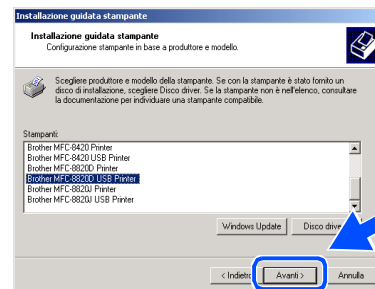 Installazione guidata stampante
Installazione guidata stampante
Configurazione stampante in base a produttore e modello.
Scegliere produttore e modello della stampante. Se con la stampante è stato fornito un
disco di installazione, scegliere Disco driver. Se la stampante non è nell'elenco, consultare
la documentazione per individuare una stampante compatibile.
Stampanti:
Brother MFC-8420 Printer
Brother MFC-8420 USB Printer
Brother MFC-8820D Printer
Brother MFC-8820D USB Printer
Brother MFC-8820J Printer
Brother MFC-8820J USB Printer
Windows Update Disco drive
< Indietro Avanti > Annulla